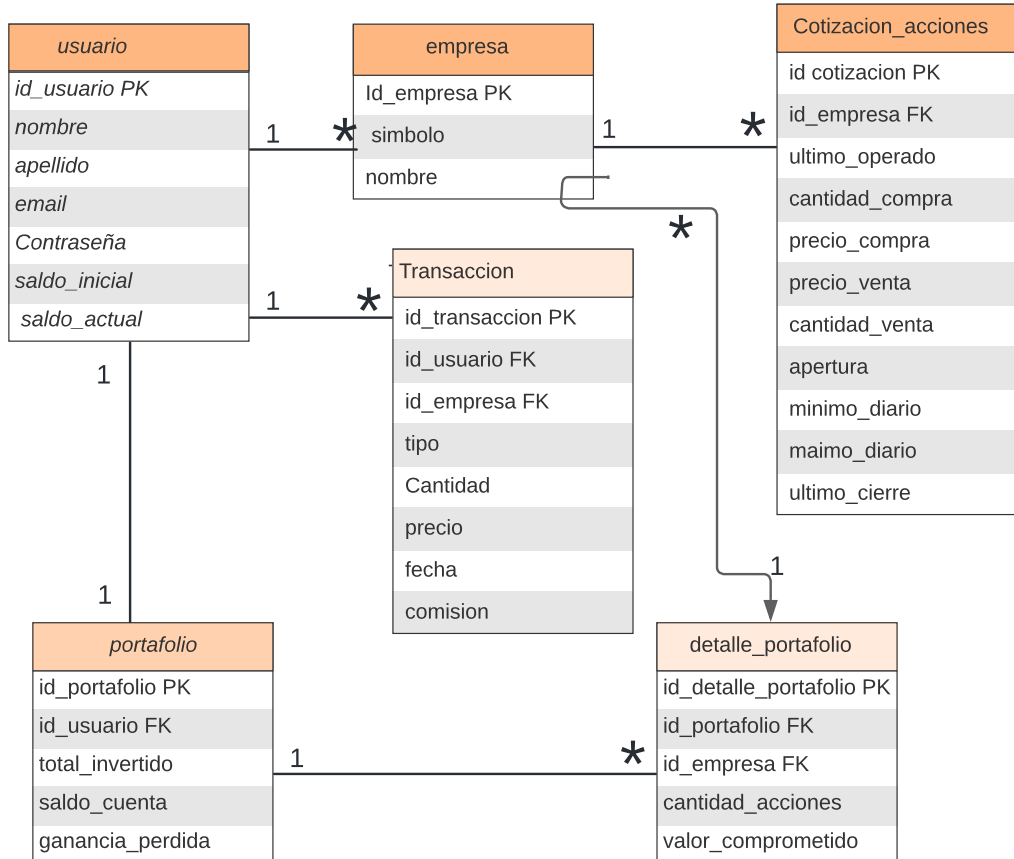 usuario
id_usuario PK
nombre
apellido
email
Contraseña
saldo_inicial
saldo_actual
1
*
empresa
Id_empresa PK
simbolo
nombre
1
*
Cotizacion_acciones
id cotizacion PK
id_empresa FK
ultimo_operado
cantidad_compra
precio_compra
precio_venta
cantidad_venta
apertura
minimo_diario
maimo_diario
ultimo_cierre
1
*
Transaccion
id_transaccion PK
id_usuario FK
id_empresa FK
tipo
Cantidad
precio
fecha
comision
*
1
1
1
portafolio
id_portafolio PK
id_usuario FK
total_invertido
saldo_cuenta
ganancia_perdida
1
*
detalle_portafolio
id_detalle_portafolio PK
id_portafolio FK
id_empresa FK
cantidad_acciones
valor_comprometido